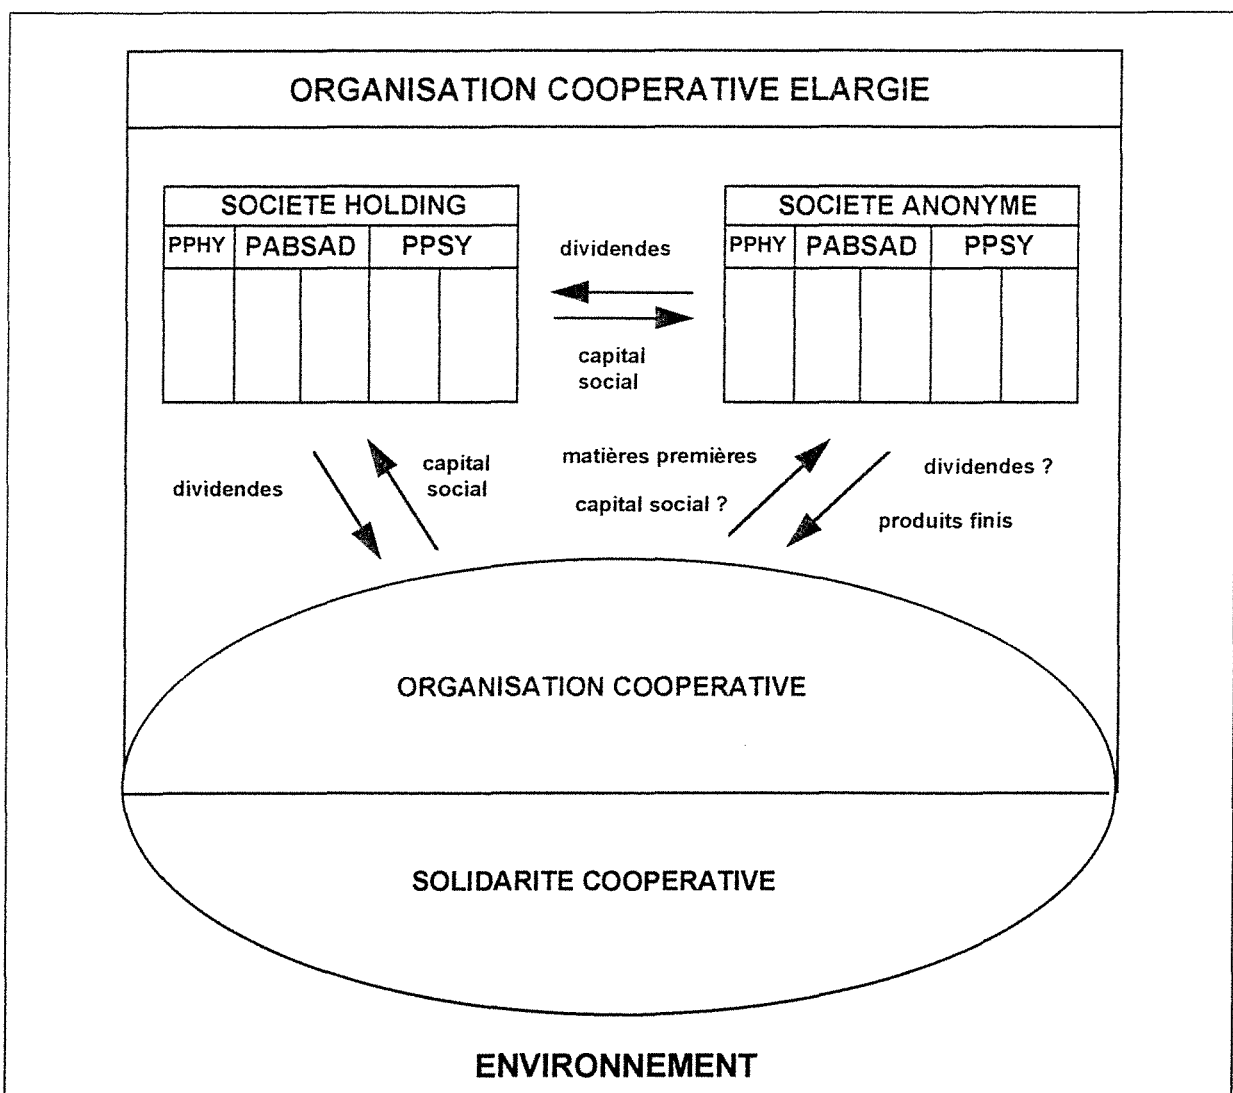 ORGANISATION COOPERATIVE ELARGIE
SOCIETE HOLDING
PPHY PABSAD PPSY
SOCIETE ANONYME
PPHY PABSAD PPSY
dividendes
capital
social
dividendes
capital
social
matières premières
capital social ?
dividendes ?
produits finis
ORGANISATION COOPERATIVE
SOLIDARITE COOPERATIVE
ENVIRONNEMENT